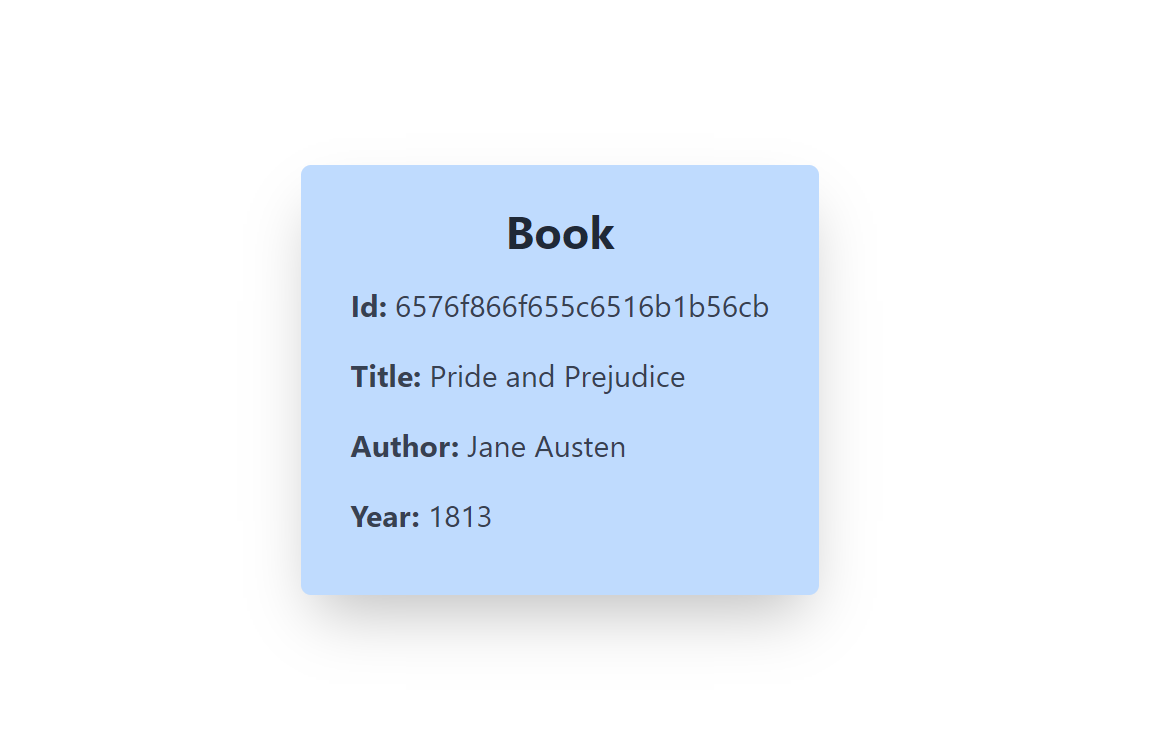 Book
Id: 6576f866f655c6516b1b56cb
Title: Pride and Prejudice
Author: Jane Austen
Year: 1813